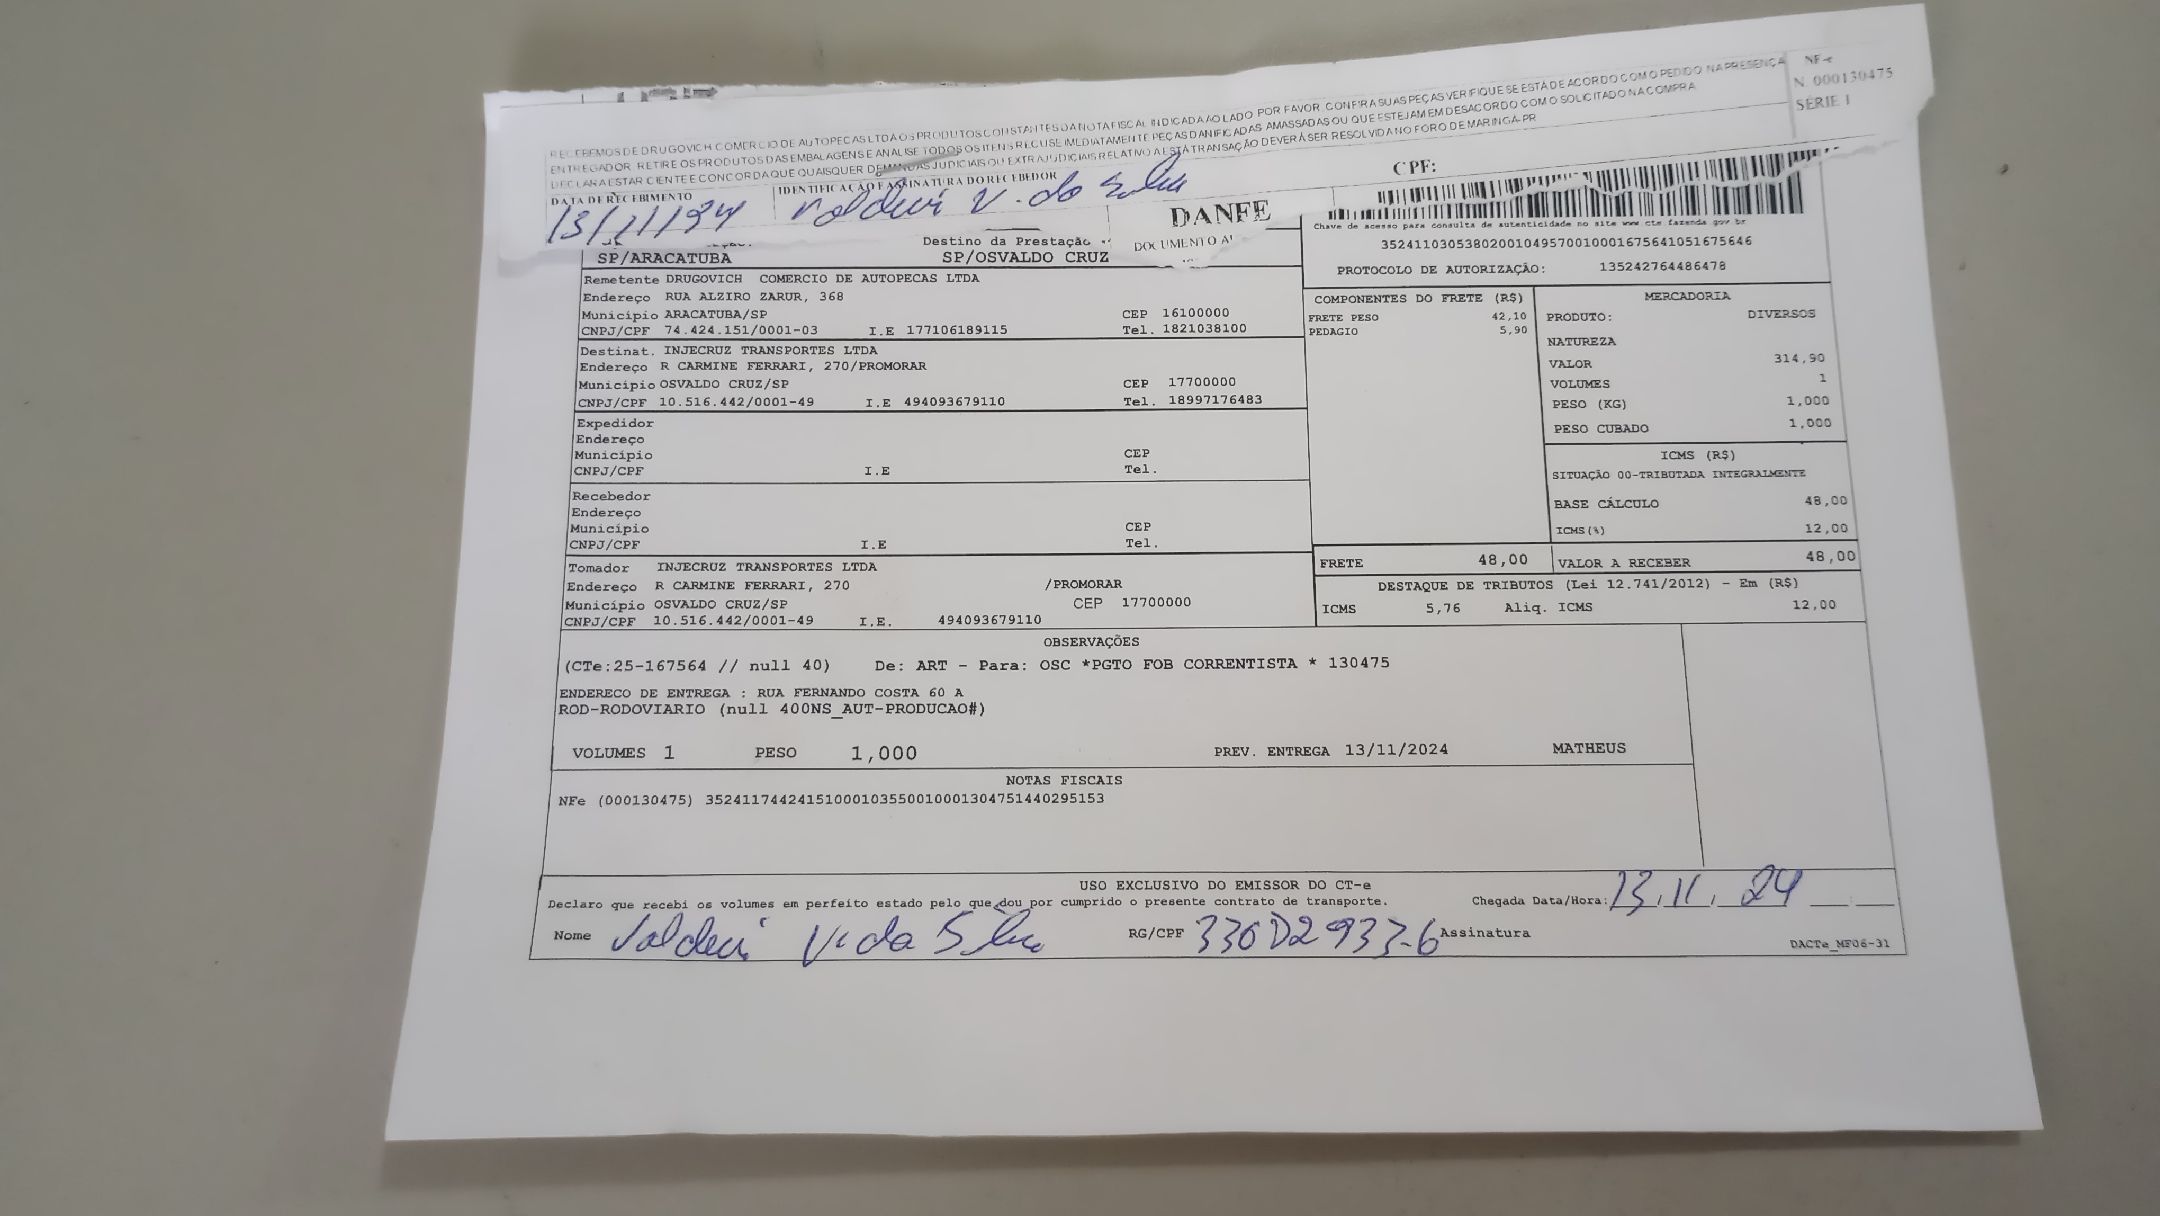 RECEBEMOS DE DRUGOVICH COMERCIO DE AUTOPECAS LTDA OS PRODUTOS CONSTANTES DA NOTA FISCAL INDICADA AO LADO. POR FAVOR, CONFIRA SUAS PEÇAS VERIFIQUE SE ESTÁ DE ACORDO COM O PEDIDO NA PRESENÇA
ENTREGADOR. RETIRE OS PRODUTOS DAS EMBALAGENS E ANALISE TODOS OS ITENS RECUSE IMEDIATAMENTE PEÇAS DANIFICADAS AMASSADAS OU QUE ESTEJAM EM DESACORDO COM O SOLICITADO NA COMPRA
DECLARA ESTAR CIENTE E CONCORDA QUE QUAISQUER DEMANDAS JUDICIAIS OU EXTRAJUDICIAIS RELATIVO A ESTÁ TRANSAÇÃO DEVERÁ SER RESOLVIDA NO FORO DE MARINGÁ-PR
NF-e
N 000130475
SÉRIE 1
DATA DE RECEBIMENTO IDENTIFICAÇÃO E ASSINATURA DO RECEBEDOR CPF:
13/11/24 Valdeci V. da Silva
DANFE
DOCUMENTO
Destino da Prestação
SP/ARACATUBA SP/OSVALDO CRUZ
Chave de acesso para consulta de autenticidade no site www.cte.fazenda.gov.br
35241103053802001049570010001675641051675646
PROTOCOLO DE AUTORIZAÇÃO: 135242764486478
Remetente DRUGOVICH COMERCIO DE AUTOPECAS LTDA
Endereço RUA ALZIRO ZARUR, 368
Município ARACATUBA/SP CEP 16100000
CNPJ/CPF 74.424.151/0001-03 I.E 177106189115 Tel. 1821038100
Destinat. INJECRUZ TRANSPORTES LTDA
Endereço R CARMINE FERRARI, 270/PROMORAR
Município OSVALDO CRUZ/SP CEP 17700000
CNPJ/CPF 10.516.442/0001-49 I.E 494093679110 Tel. 18997176483
Expedidor
Endereço
Município CEP
CNPJ/CPF I.E Tel.
Recebedor
Endereço
Município CEP
CNPJ/CPF I.E Tel.
Tomador INJECRUZ TRANSPORTES LTDA
Endereço R CARMINE FERRARI, 270 /PROMORAR
Município OSVALDO CRUZ/SP CEP 17700000
CNPJ/CPF 10.516.442/0001-49 I.E. 494093679110
COMPONENTES DO FRETE (R$)
FRETE PESO 42,10
PEDAGIO 5,90
MERCADORIA
PRODUTO: DIVERSOS
NATUREZA
VALOR 314,90
VOLUMES 1
PESO (KG) 1,000
PESO CUBADO 1,000
ICMS (R$)
SITUAÇÃO 00-TRIBUTADA INTEGRALMENTE
BASE CÁLCULO 48,00
ICMS(%) 12,00
FRETE 48,00 VALOR A RECEBER 48,00
DESTAQUE DE TRIBUTOS (Lei 12.741/2012) - Em (R$)
ICMS 5,76 Aliq. ICMS 12,00
OBSERVAÇÕES
(CTe:25-167564 // null 40) De: ART - Para: OSC *PGTO FOB CORRENTISTA * 130475
ENDERECO DE ENTREGA : RUA FERNANDO COSTA 60 A
ROD-RODOVIARIO (null 400NS_AUT-PRODUCAO#)
VOLUMES 1 PESO 1,000 PREV. ENTREGA 13/11/2024 MATHEUS
NOTAS FISCAIS
NFe (000130475) 35241174424151000103550010001304751440295153
USO EXCLUSIVO DO EMISSOR DO CT-e
Declaro que recebi os volumes em perfeito estado pelo que dou por cumprido o presente contrato de transporte. Chegada Data/Hora: 13.11.24
Nome Valdeci V. da Silva RG/CPF 33002937-6 Assinatura
DACTe_MF06-31